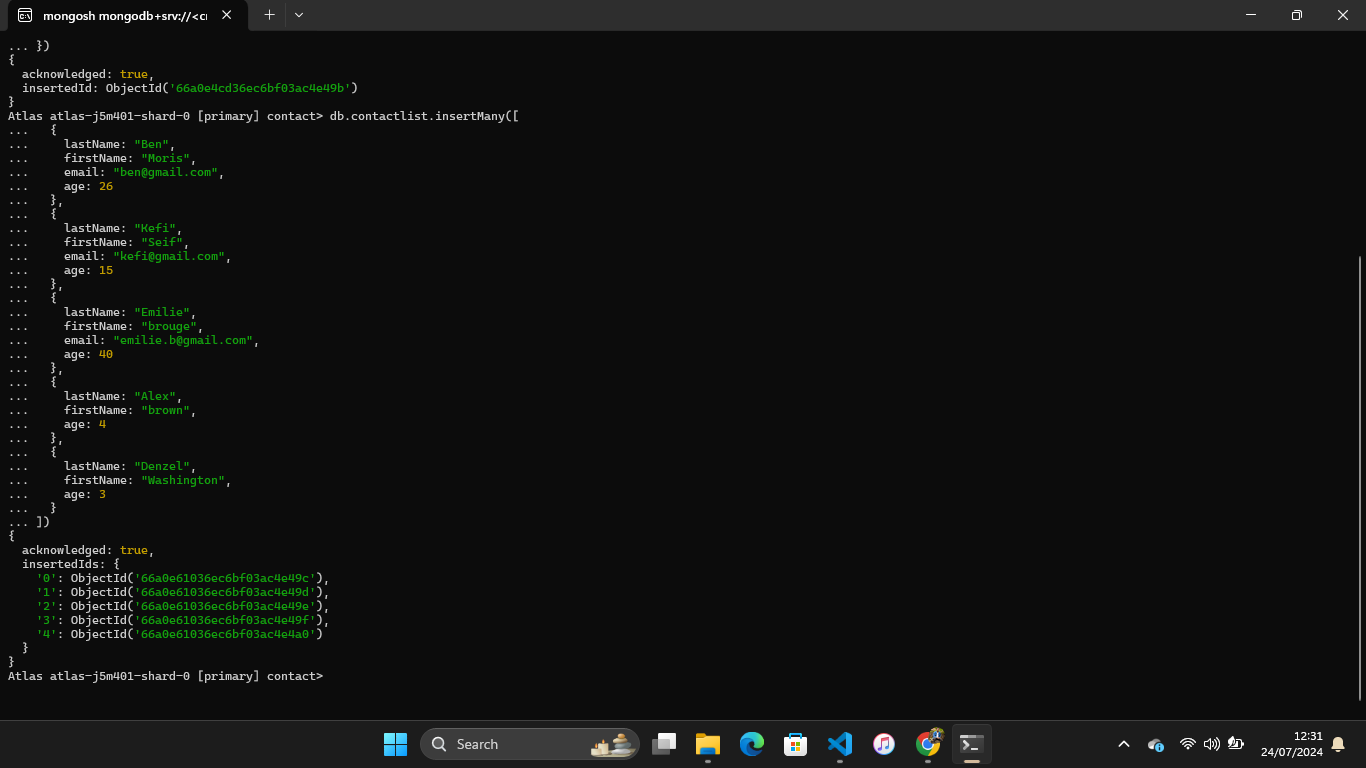 mongosh mongodb+srv://<cr
... })
{
  acknowledged: true,
  insertedId: ObjectId('66a0e4cd36ec6bf03ac4e49b')
}
Atlas atlas-j5m401-shard-0 [primary] contact> db.contactlist.insertMany([
...   {
...     lastName: "Ben",
...     firstName: "Moris",
...     email: "ben@gmail.com",
...     age: 26
...   },
...   {
...     lastName: "Kefi",
...     firstName: "Seif",
...     email: "kefi@gmail.com",
...     age: 15
...   },
...   {
...     lastName: "Emilie",
...     firstName: "brouge",
...     email: "emilie.b@gmail.com",
...     age: 40
...   },
...   {
...     lastName: "Alex",
...     firstName: "brown",
...     age: 4
...   },
...   {
...     lastName: "Denzel",
...     firstName: "Washington",
...     age: 3
...   }
... ])
{
  acknowledged: true,
  insertedIds: {
    '0': ObjectId('66a0e61036ec6bf03ac4e49c'),
    '1': ObjectId('66a0e61036ec6bf03ac4e49d'),
    '2': ObjectId('66a0e61036ec6bf03ac4e49e'),
    '3': ObjectId('66a0e61036ec6bf03ac4e49f'),
    '4': ObjectId('66a0e61036ec6bf03ac4e4a0')
  }
}
Atlas atlas-j5m401-shard-0 [primary] contact>
Search
12:31
24/07/2024